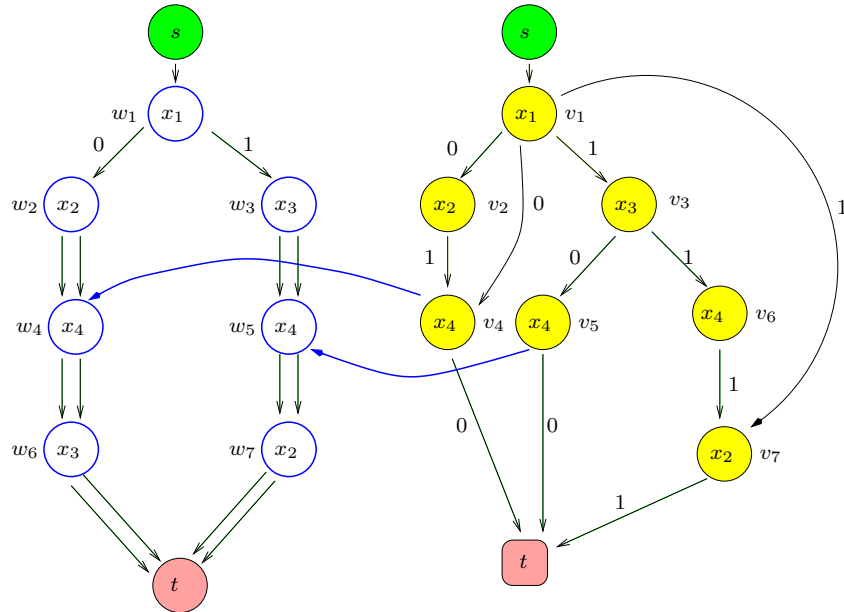 s s
w₁ x₁ x₁ v₁
0 1 0 1
w₂ x₂ w₃ x₃ x₂ v₂ 0 x₃ v₃ 1
1 0 1
w₄ x₄ w₅ x₄ x₄ v₄ x₄ v₅ x₄ v₆
1
w₆ x₃ w₇ x₂ 0 0 x₂ v₇
1
t t